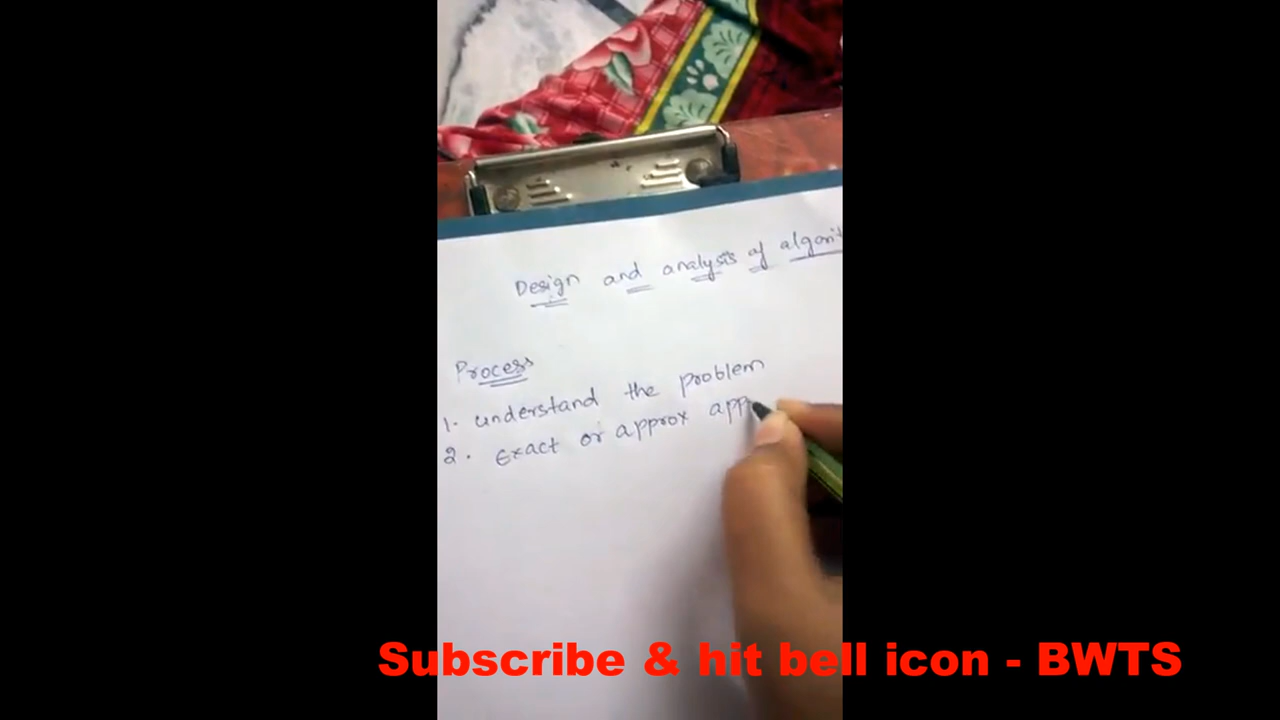 Design and analysis of algorit
Process
1. understand the problem
2. Exact or approx app
Subscribe & hit bell icon - BWTS